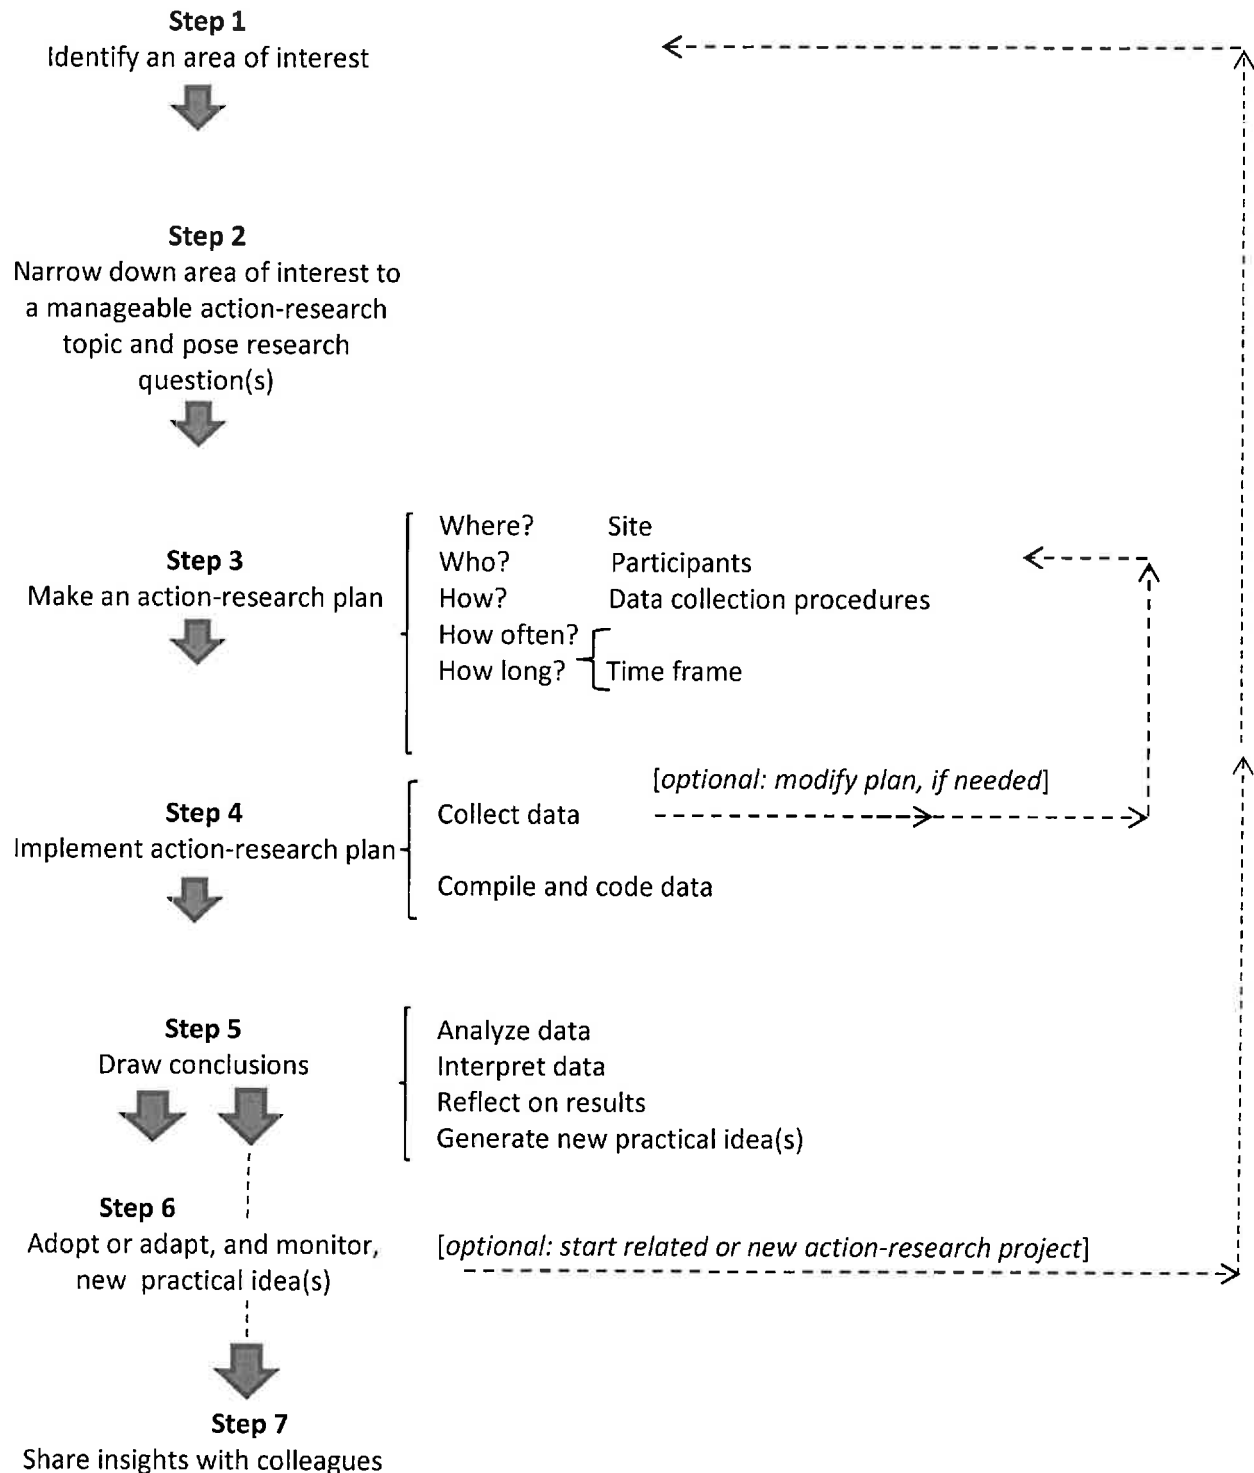 Step 1
Identify an area of interest
Step 2
Narrow down area of interest to
a manageable action-research
topic and pose research
question(s)
Step 3
Make an action-research plan
Where? Site
Who? Participants
How? Data collection procedures
How often?
How long? Time frame
Step 4
Implement action-research plan
Collect data
[optional: modify plan, if needed]
Compile and code data
Step 5
Draw conclusions
Analyze data
Interpret data
Reflect on results
Generate new practical idea(s)
Step 6
Adopt or adapt, and monitor,
new practical idea(s)
[optional: start related or new action-research project]
Step 7
Share insights with colleagues